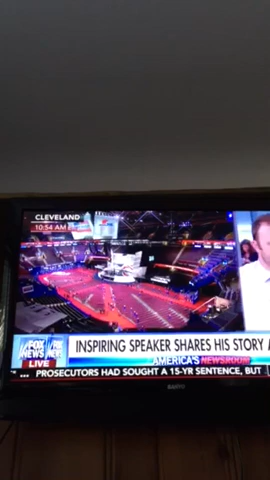 CLEVELAND
10:54 AM
FOX
NEWS
LIVE
INSPIRING SPEAKER SHARES HIS STORY A
AMERICA'S NEWSROOM
... PROSECUTORS HAD SOUGHT A 15-YR SENTENCE, BUT
SANYO